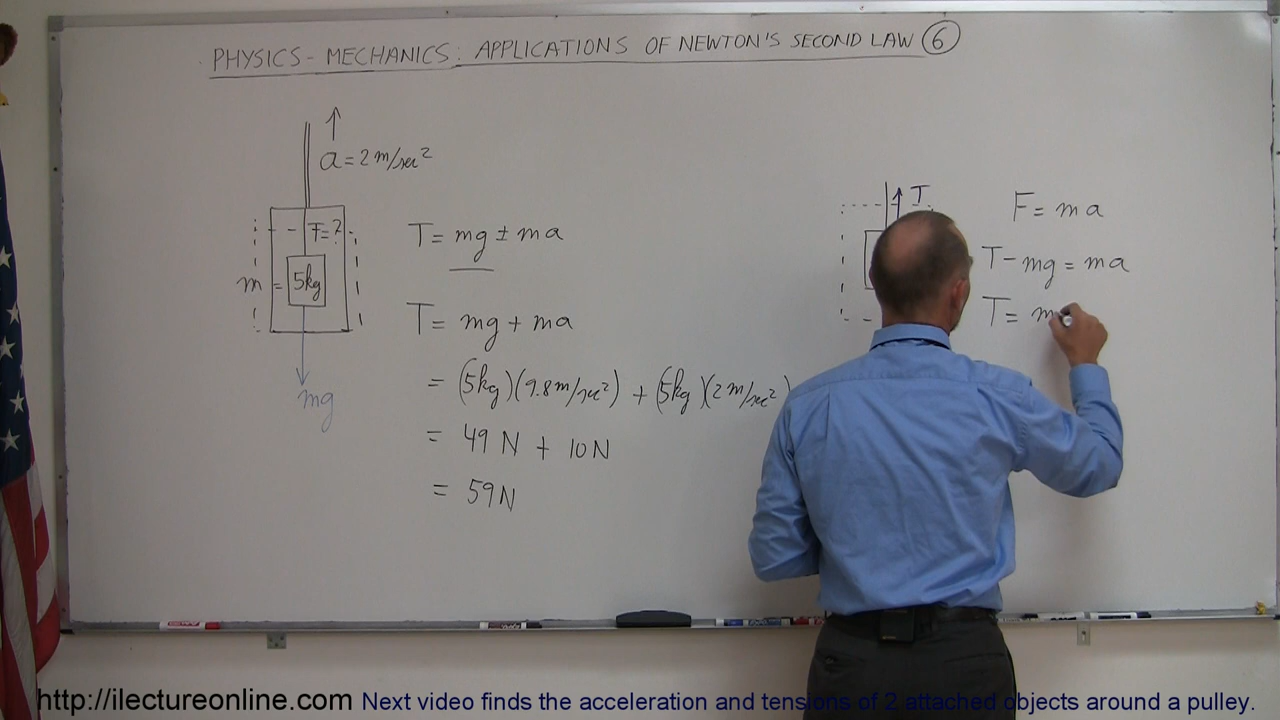 PHYSICS - MECHANICS: APPLICATIONS OF NEWTON'S SECOND LAW 6
a = 2 m/sec²
F = ?
m = 5kg
mg
T = mg ± ma
T = mg + ma
= (5kg)(9.8 m/sec²) + (5kg)(2 m/sec²)
= 49 N + 10 N
= 59 N
T
F = ma
T - mg = ma
T = m
http://ilectureonline.com Next video finds the acceleration and tensions of 2 attached objects around a pulley.